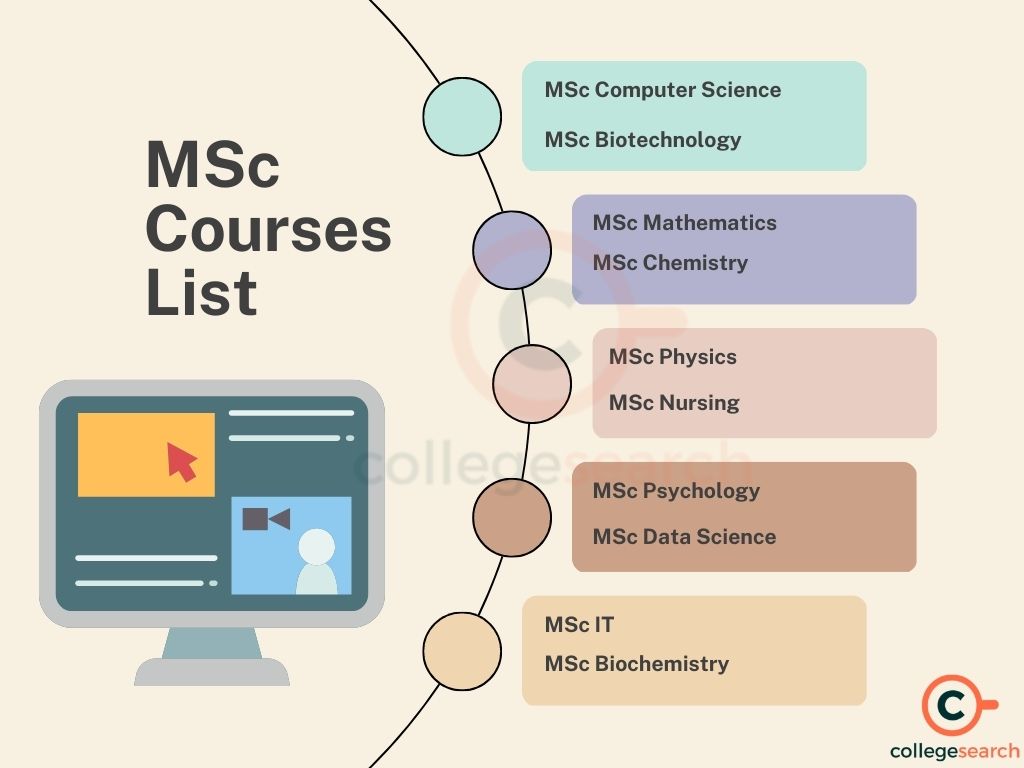 MSc
Courses
List
MSc Computer Science
MSc Biotechnology
MSc Mathematics
MSc Chemistry
MSc Physics
MSc Nursing
MSc Psychology
MSc Data Science
MSc IT
MSc Biochemistry
C
collegesearch
C
collegesearch